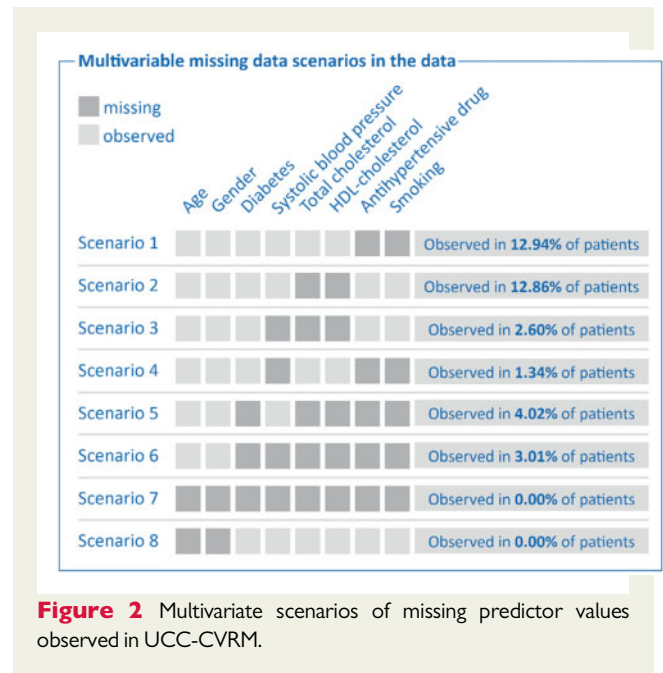 Multivariable missing data scenarios in the data
missing
observed
Age
Gender
Diabetes
Systolic blood pressure
Total cholesterol
HDL-cholesterol
Antihypertensive drug
Smoking
Scenario 1 Observed in 12.94% of patients
Scenario 2 Observed in 12.86% of patients
Scenario 3 Observed in 2.60% of patients
Scenario 4 Observed in 1.34% of patients
Scenario 5 Observed in 4.02% of patients
Scenario 6 Observed in 3.01% of patients
Scenario 7 Observed in 0.00% of patients
Scenario 8 Observed in 0.00% of patients
Figure 2 Multivariate scenarios of missing predictor values
observed in UCC-CVRM.